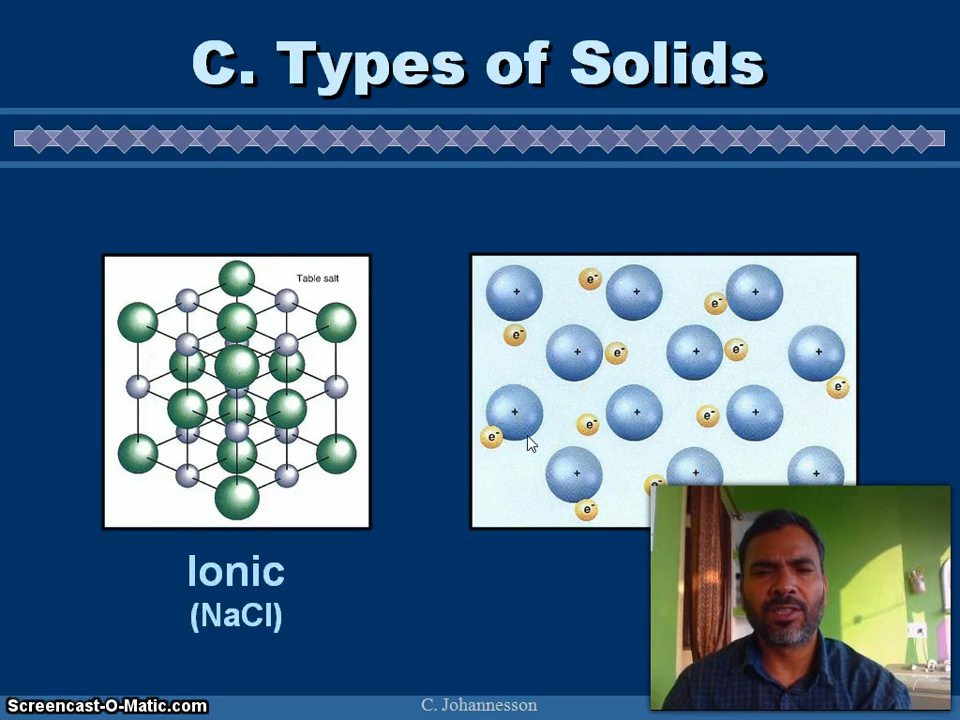 C. Types of Solids
Table salt
+ e⁻ + e⁻ +
e⁻ + e⁻ + e⁻ +
e⁻
+ e⁻ + e⁻ +
e⁻
+ + +
e⁻ e⁻
Ionic
(NaCl)
Screencast-O-Matic.com
C. Johannesson